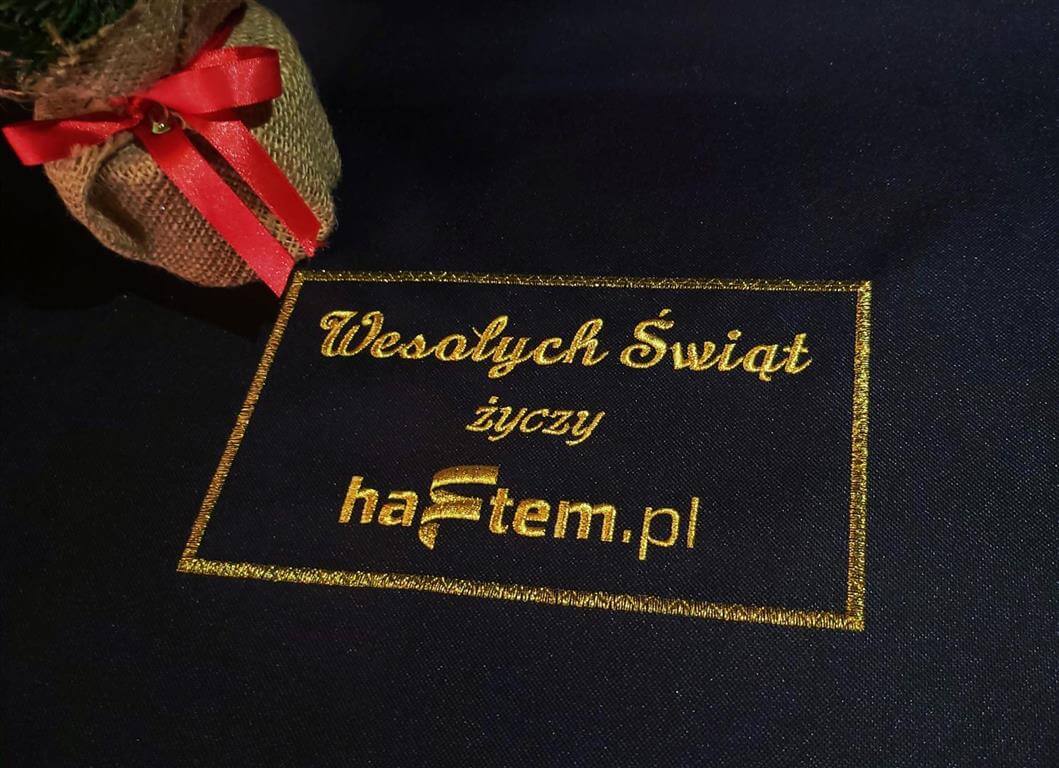 Wesołych Świąt
życzy
haftem.pl